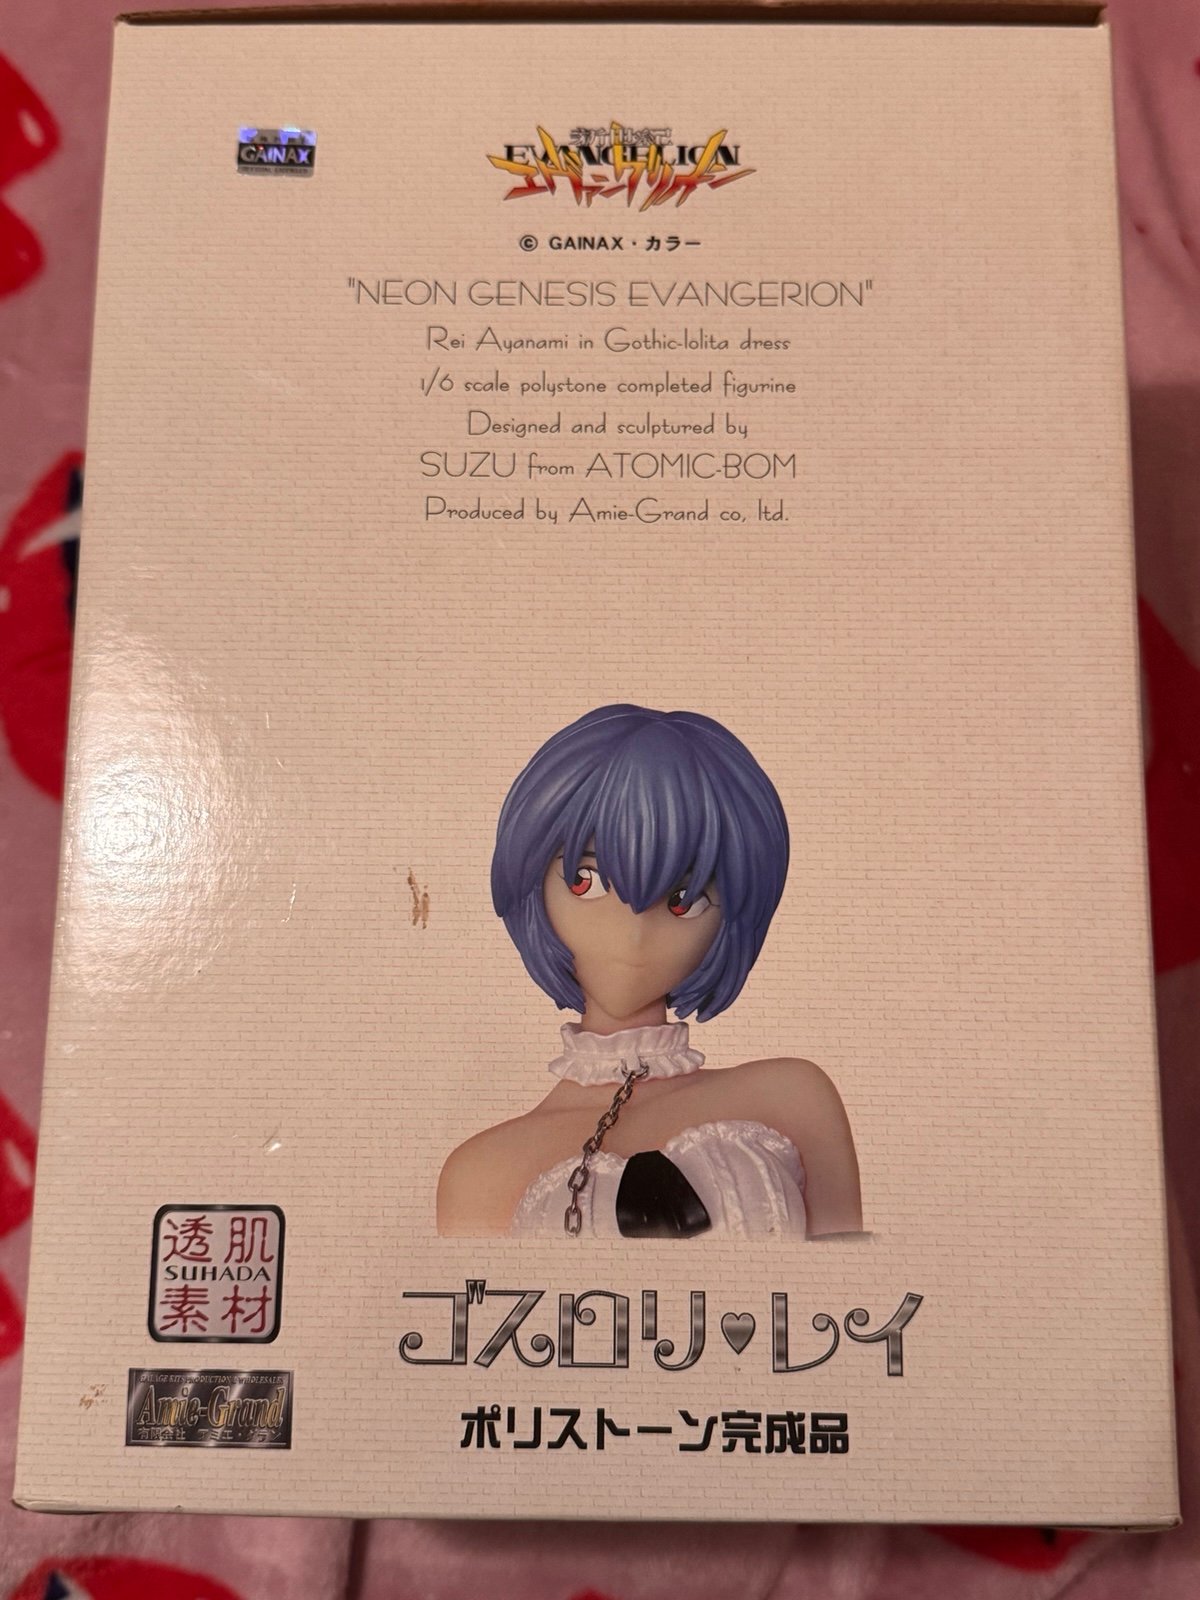 GAINAX
新世紀
EVANGELION
エヴァンゲリオン
© GAINAX・カラー
"NEON GENESIS EVANGERION"
Rei Ayanami in Gothic-lolita dress
1/6 scale polystone completed figurine
Designed and sculptured by
SUZU from ATOMIC-BOM
Produced by Amie-Grand co, ltd.
透肌
SUHADA
素材
ゴスロリ♥レイ
Amie-Grand
有限会社 アミエ・グラン
ポリストーン完成品